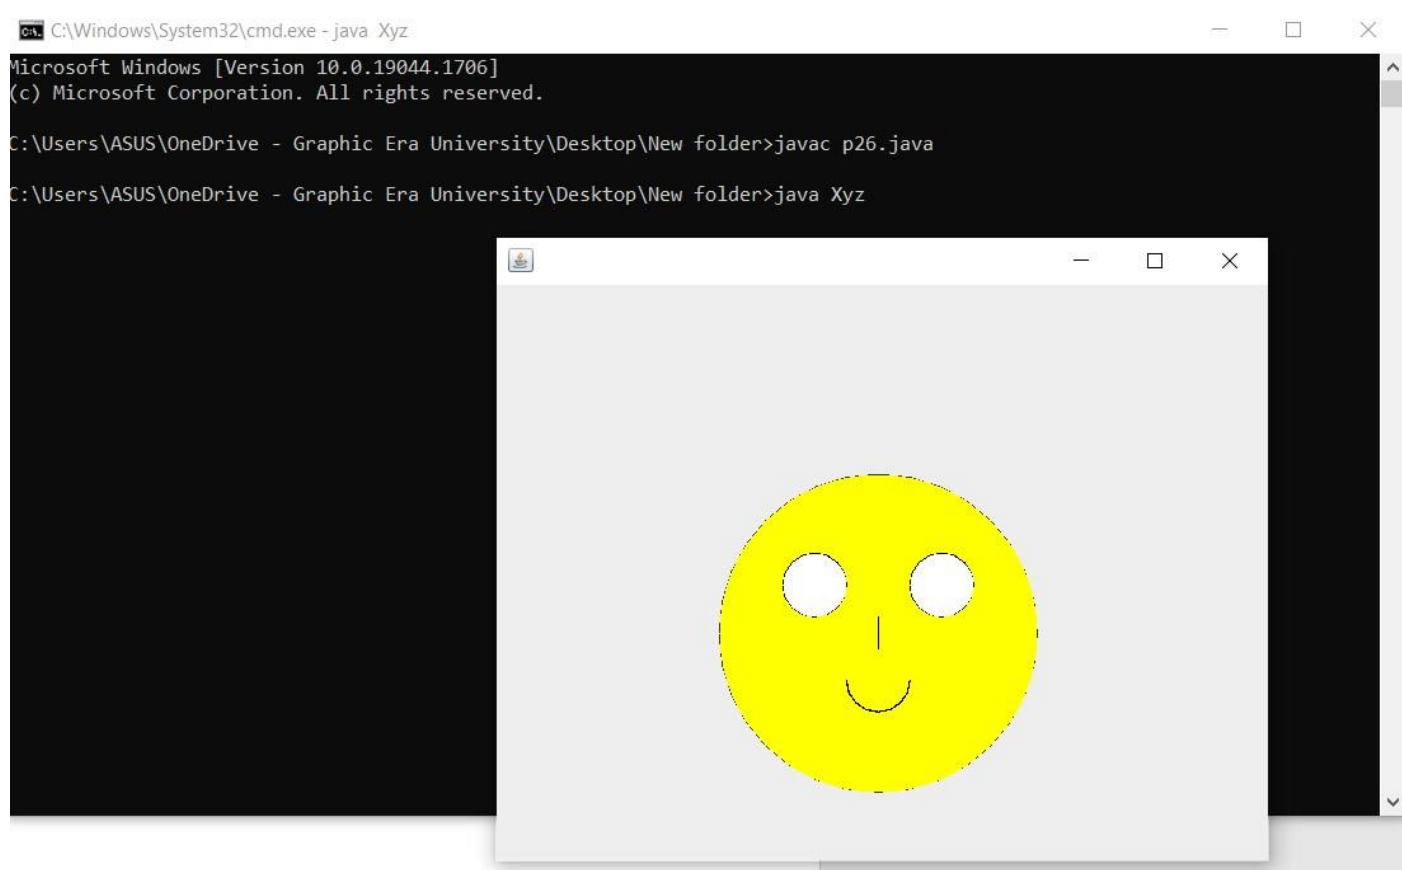 C:\Windows\System32\cmd.exe - java  Xyz
Microsoft Windows [Version 10.0.19044.1706]
(c) Microsoft Corporation. All rights reserved.
C:\Users\ASUS\OneDrive - Graphic Era University\Desktop\New folder>javac p26.java
C:\Users\ASUS\OneDrive - Graphic Era University\Desktop\New folder>java Xyz